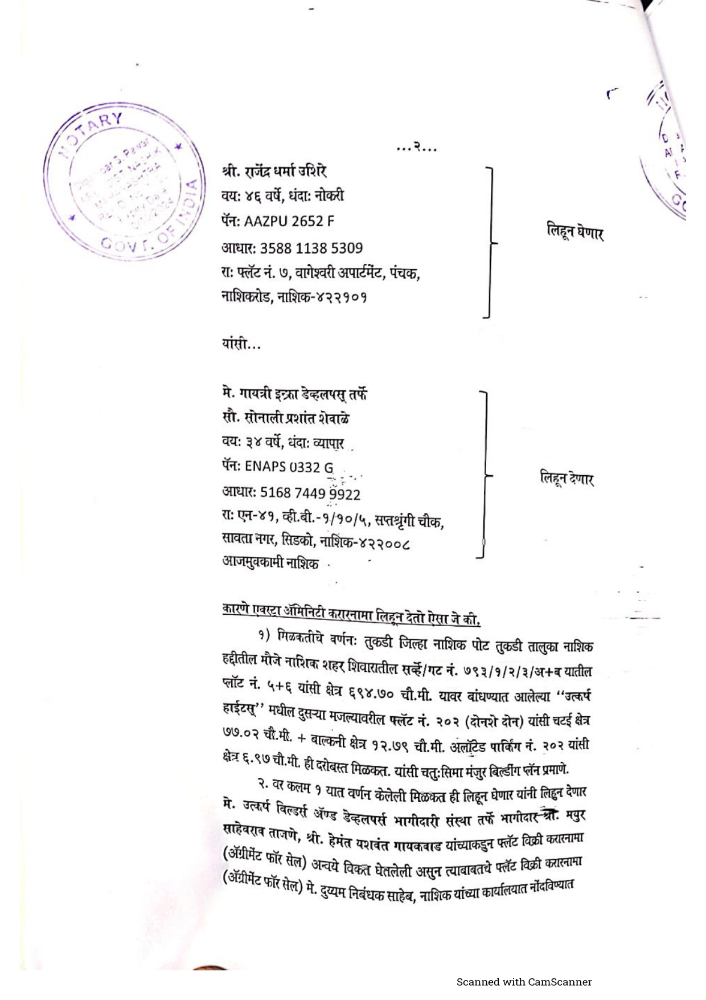 ...२...
NOTARY
GOVT. OF INDIA
श्री. राजेंद्र धर्मा उशिरे
वय: ४६ वर्षे, धंदा: नोकरी
पॅन: AAZPU 2652 F
आधार: 3588 1138 5309
रा: फ्लॅट नं. ७, वागेश्वरी अपार्टमेंट, पंचक,
नाशिकरोड, नाशिक-४२२१०१
लिहून घेणार
यांसी...
मे. गायत्री इन्फ्रा डेव्हलपस् तर्फे
सौ. सोनाली प्रशांत शेवाळे
वय: ३४ वर्षे, धंदा: व्यापार
पॅन: ENAPS 0332 G
आधार: 5168 7449 9922
रा: एन-४१, व्ही.बी.-१/१०/५, सप्तश्रृंगी चौक,
सावता नगर, सिडको, नाशिक-४२२००८
आजमुक्कामी नाशिक
लिहून देणार
कारणे एक्स्ट्रा ॲमिनिटी करारनामा लिहून देतो ऐसा जे की,
१) मिळकतीचे वर्णनः तुकडी जिल्हा नाशिक पोट तुकडी तालुका नाशिक
हद्दीतील मौजे नाशिक शहर शिवारातील सर्व्हे/गट नं. ७९३/१/२/३/अ+ब यातील
प्लॉट नं. ५+६ यांसी क्षेत्र ६९४.७० चौ.मी. यावर बांधण्यात आलेल्या “उत्कर्ष
हाईटस्” मधील दुसऱ्या मजल्यावरील फ्लॅट नं. २०२ (दोनशे दोन) यांसी चटई क्षेत्र
७७.०२ चौ.मी. + बाल्कनी क्षेत्र १२.७९ चौ.मी. अलॉटेड पार्किंग नं. २०२ यांसी
क्षेत्र ६.९७ चौ.मी. ही दरोबस्त मिळकत. यांसी चतुःसिमा मंजुर बिल्डींग प्लॅन प्रमाणे.
२. वर कलम १ यात वर्णन केलेली मिळकत ही लिहून घेणार यांनी लिहुन देणार
मे. उत्कर्ष बिल्डर्स ॲण्ड डेव्हलपर्स भागीदारी संस्था तर्फे भागीदार श्री. मयुर
साहेबराव ताजणे, श्री. हेमंत यशवंत गायकवाड यांच्याकडुन फ्लॅट विक्री करारनामा
(ॲग्रीमेंट फॉर सेल) अन्वये विकत घेतलेली असुन त्याबाबतचे फ्लॅट विक्री करारनामा
(ॲग्रीमेंट फॉर सेल) मे. दुय्यम निबंधक साहेब, नाशिक यांच्या कार्यालयात नोंदविण्यात
Scanned with CamScanner